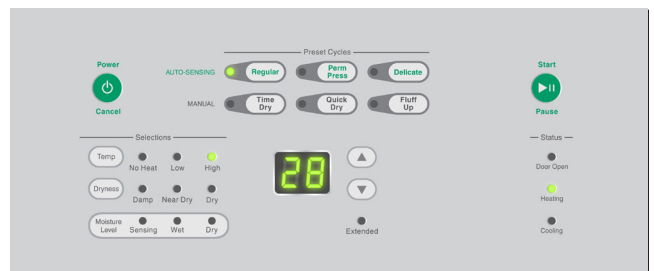 Preset Cycles
Power
Cancel
AUTO-SENSING
Regular
Perm
Press
Delicate
MANUAL
Time
Dry
Quick
Dry
Fluff
Up
Start
Pause
Selections
Temp
No Heat
Low
High
Dryness
Damp
Near Dry
Dry
Moisture
Level
Sensing
Wet
Dry
28
Extended
Status
Door Open
Heating
Cooling